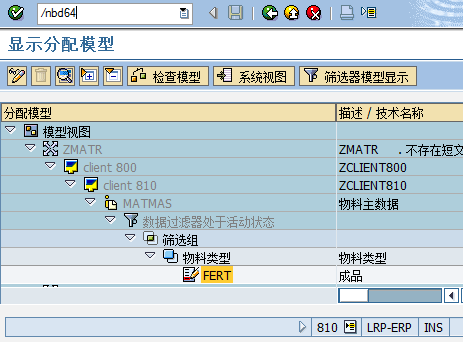 /nbd64
显示分配模型
检查模型 系统视图 筛选器模型显示
分配模型 描述 / 技术名称
模型视图
ZMATR ZMATR .不存在短文
client 800 ZCLIENT800
client 810 ZCLIENT810
MATMAS 物料主数据
数据过滤器处于活动状态
筛选组
物料类型 物料类型
FERT 成品
810 LRP-ERP INS